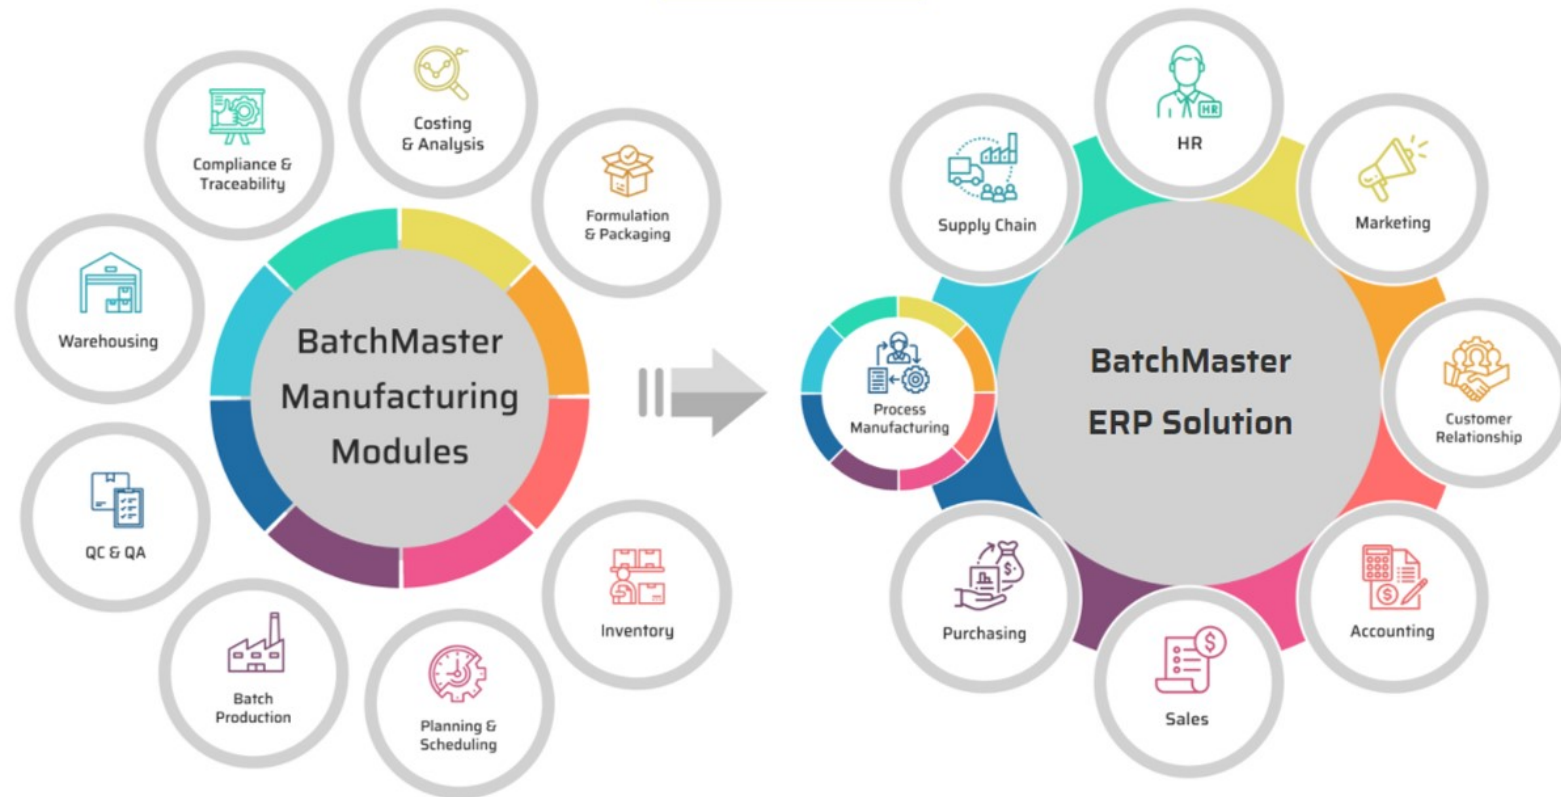 Costing
& Analysis
Compliance &
Traceability
Formulation
& Packaging
Warehousing
BatchMaster
Manufacturing
Modules
QC & QA
Inventory
Batch
Production
Planning &
Scheduling
HR
HR
Supply Chain
Marketing
Process
Manufacturing
BatchMaster
ERP Solution
Customer
Relationship
Purchasing
$
Accounting
$
Sales
$